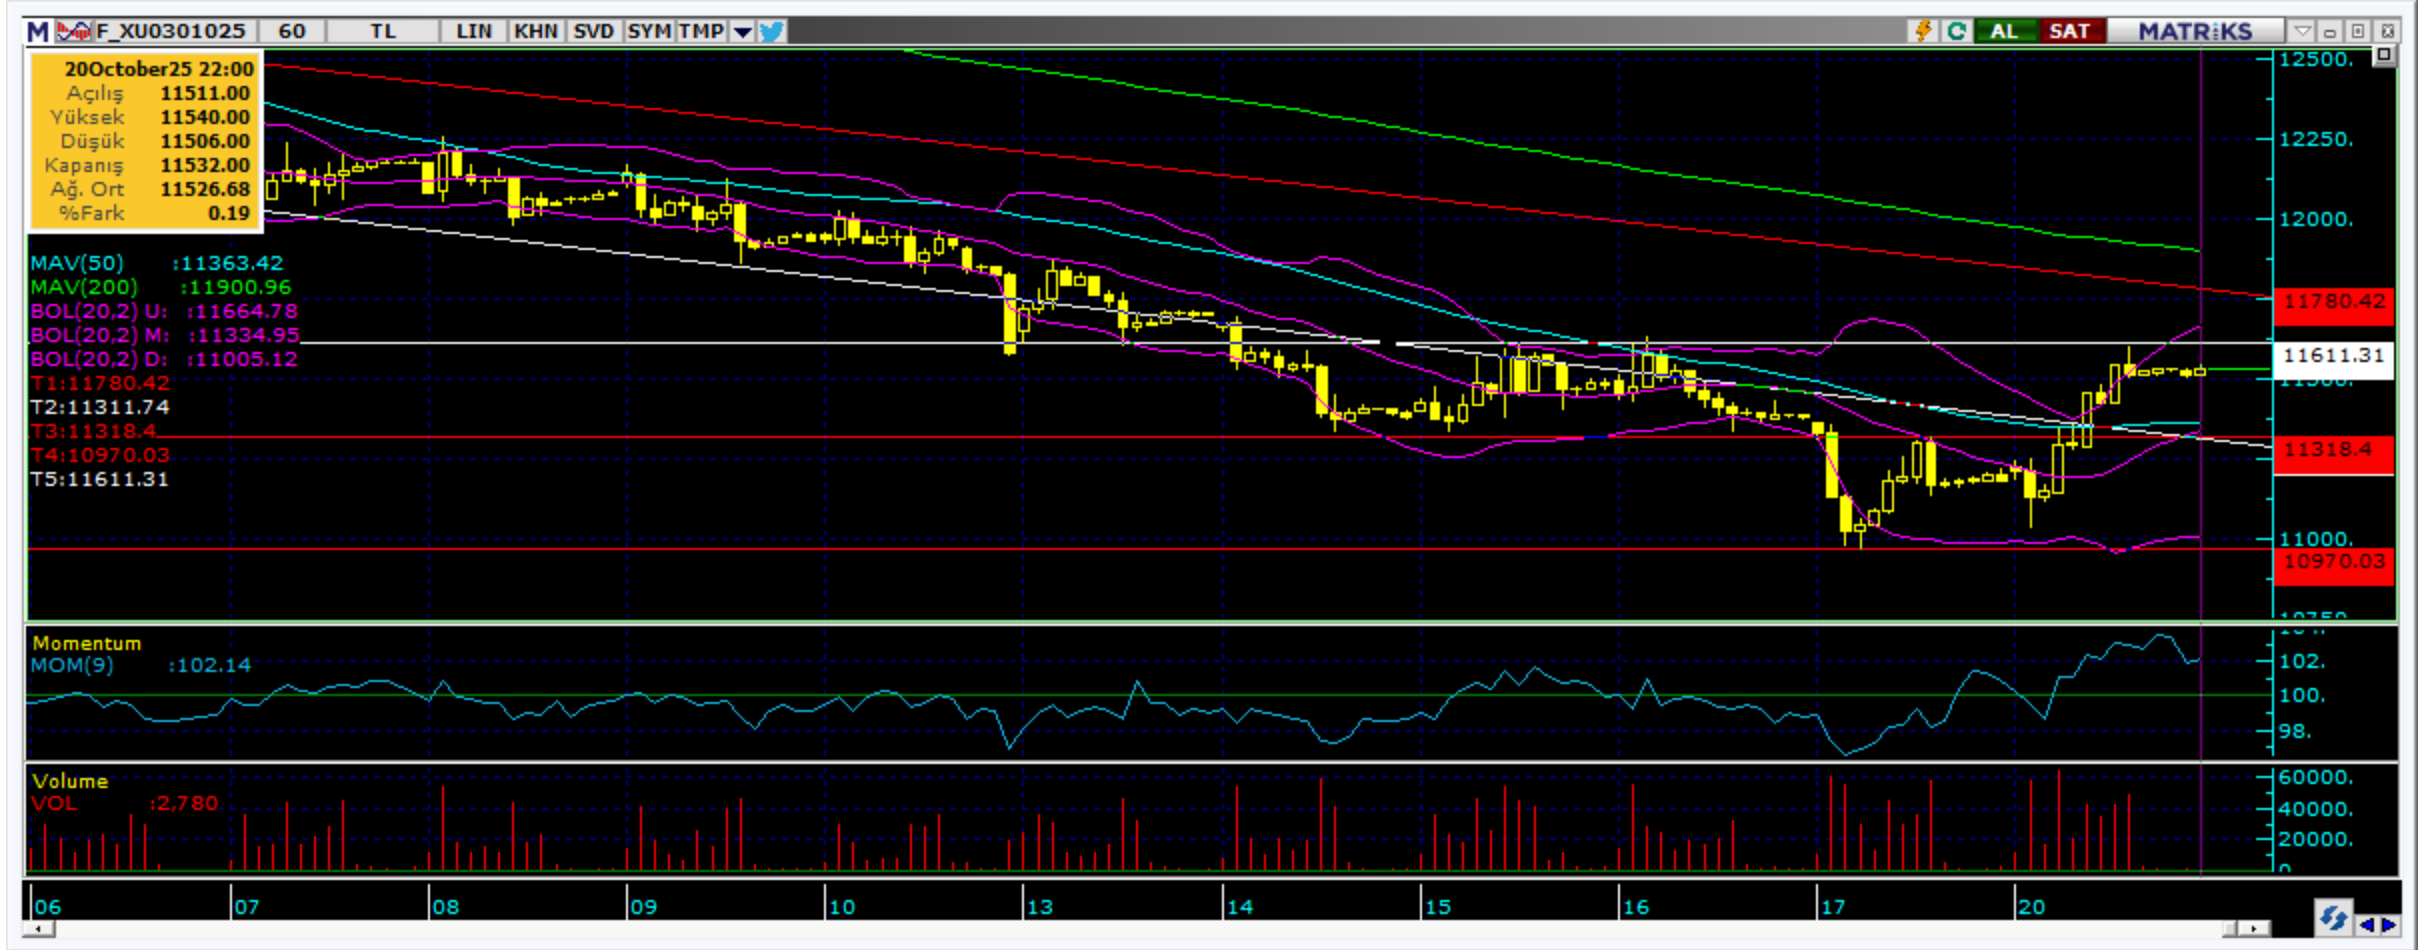 M F_XU0301025 60 TL LIN KHN SVD SYM TMP AL SAT MATRiKS
20October25 22:00
Açılış 11511.00
Yüksek 11540.00
Düşük 11506.00
Kapanış 11532.00
Ağ. Ort 11526.68
%Fark 0.19
MAV(50) :11363.42
MAV(200) :11900.96
BOL(20,2) U: :11664.78
BOL(20,2) M: :11334.95
BOL(20,2) D: :11005.12
T1:11780.42
T2:11311.74
T3:11318.4
T4:10970.03
T5:11611.31
12500.
12250.
12000.
11780.42
11611.31
11318.4
11000.
10970.03
Momentum
MOM(9) :102.14
102.
100.
98.
Volume
VOL :2,780
60000.
40000.
20000.
06 07 08 09 10 13 14 15 16 17 20